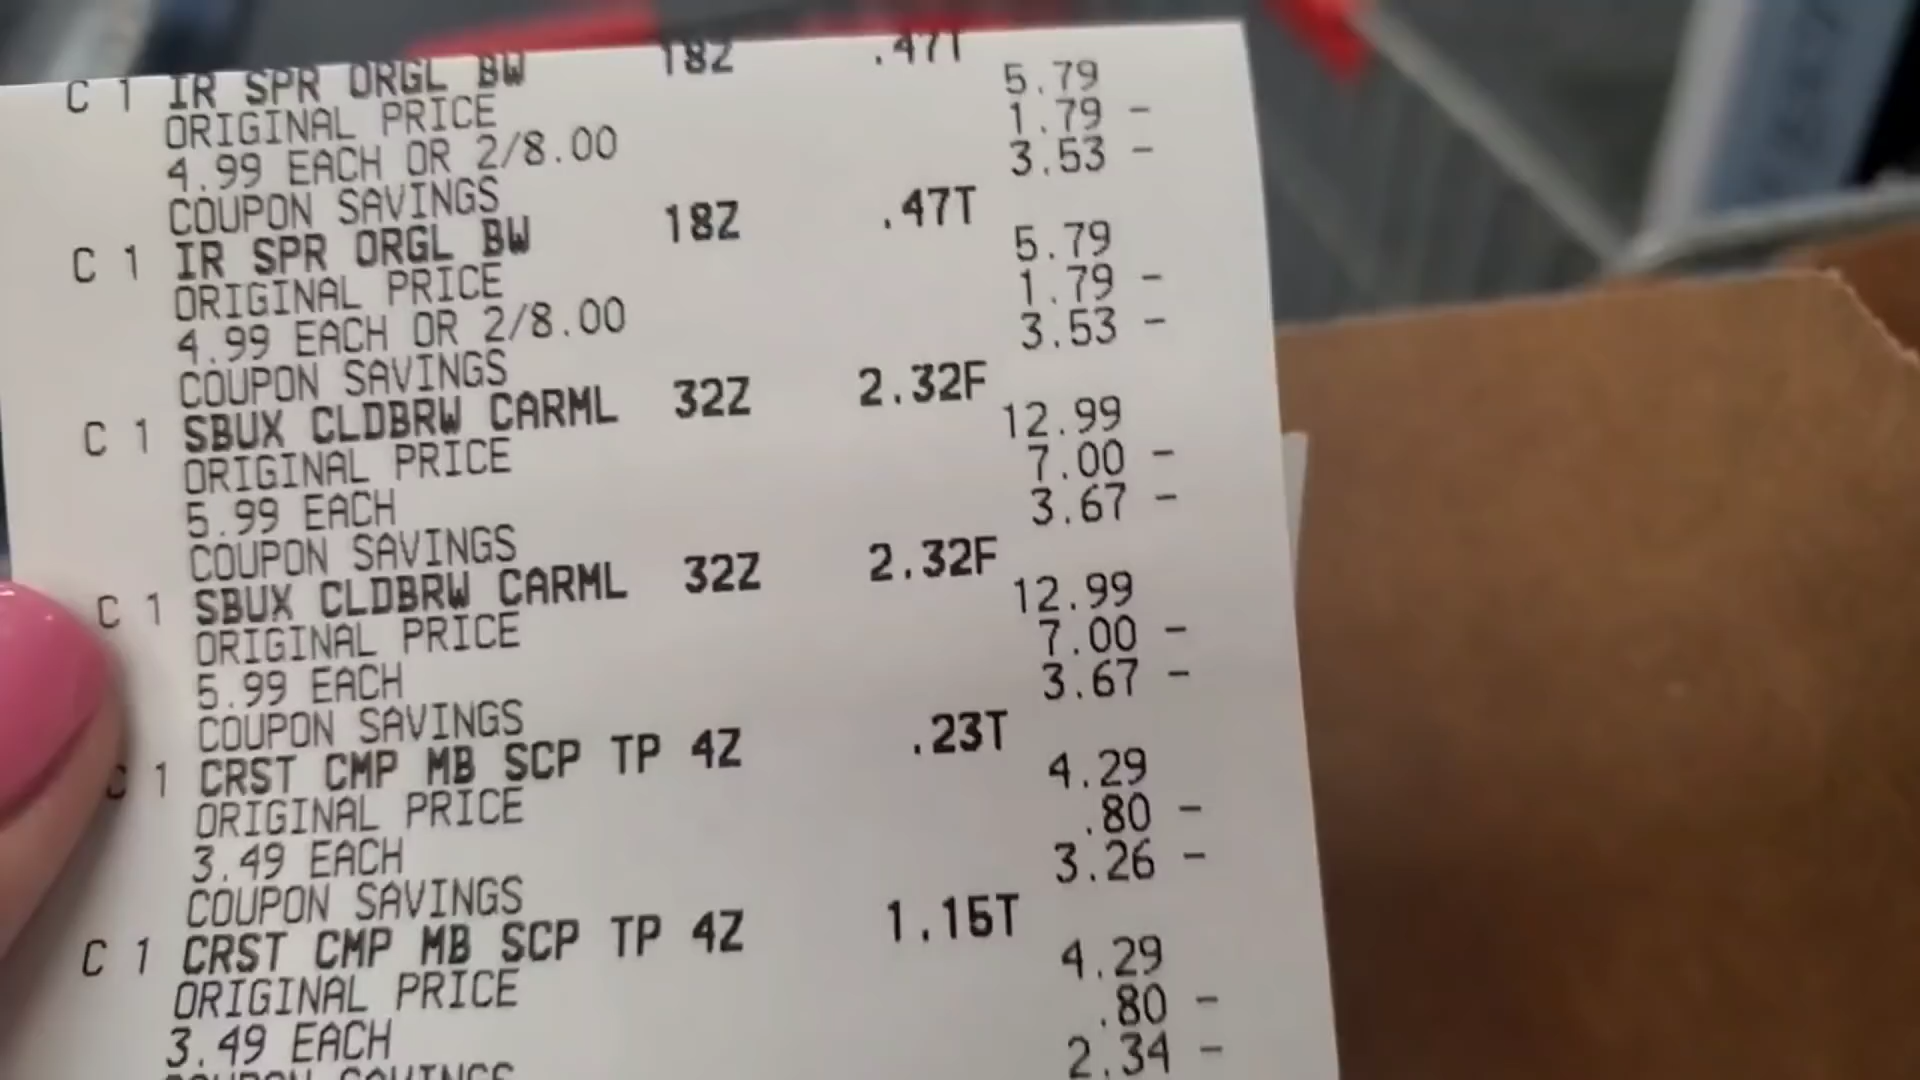 C 1 IR SPR ORGL BW 18Z .47T
ORIGINAL PRICE 5.79
4.99 EACH OR 2/8.00 1.79 -
COUPON SAVINGS 3.53 -
C 1 IR SPR ORGL BW 18Z .47T
ORIGINAL PRICE 5.79
4.99 EACH OR 2/8.00 1.79 -
COUPON SAVINGS 3.53 -
C 1 SBUX CLDBRW CARML 32Z 2.32F
ORIGINAL PRICE 12.99
5.99 EACH 7.00 -
COUPON SAVINGS 3.67 -
C 1 SBUX CLDBRW CARML 32Z 2.32F
ORIGINAL PRICE 12.99
5.99 EACH 7.00 -
COUPON SAVINGS 3.67 -
C 1 CRST CMP MB SCP TP 4Z .23T
ORIGINAL PRICE 4.29
3.49 EACH .80 -
COUPON SAVINGS 3.26 -
C 1 CRST CMP MB SCP TP 4Z 1.15T
ORIGINAL PRICE 4.29
3.49 EACH .80 -
COUPON SAVINGS 2.34 -